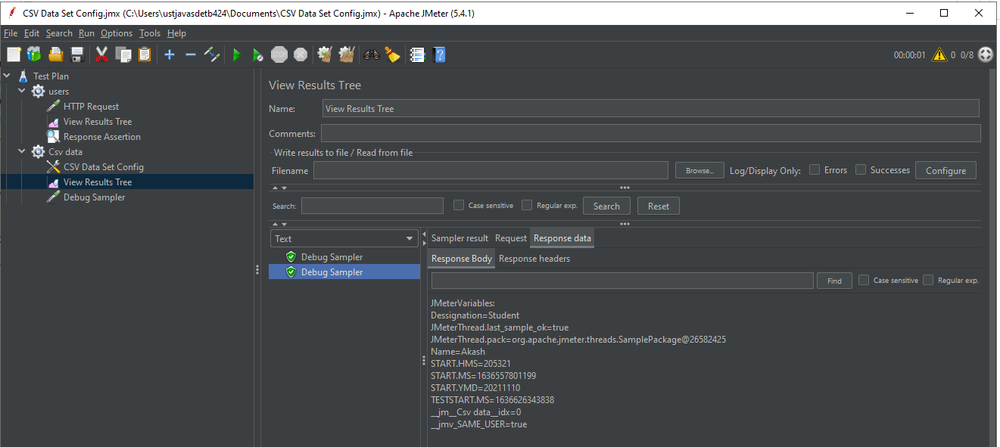 CSV Data Set Config.jmx (C:\Users\ustjavasdetb424\Documents\CSV Data Set Config.jmx) - Apache JMeter (5.4.1)
File Edit Search Run Options Tools Help
STOP 00:00:01 0 0/8
Test Plan
users
HTTP Request
View Results Tree
Response Assertion
Csv data
CSV Data Set Config
View Results Tree
Debug Sampler
View Results Tree
Name: View Results Tree
Comments:
Write results to file / Read from file
Filename Browse... Log/Display Only: Errors Successes Configure
Search: Case sensitive Regular exp. Search Reset
Text
Debug Sampler
Debug Sampler
Sampler result Request Response data
Response Body Response headers
Find Case sensitive Regular exp.
JMeterVariables:
Dessignation=Student
JMeterThread.last_sample_ok=true
JMeterThread.pack=org.apache.jmeter.threads.SamplePackage@26582425
Name=Akash
START.HMS=205321
START.MS=1636557801199
START.YMD=20211110
TESTSTART.MS=1636626343838
__jm__Csv data__idx=0
__jmv_SAME_USER=true